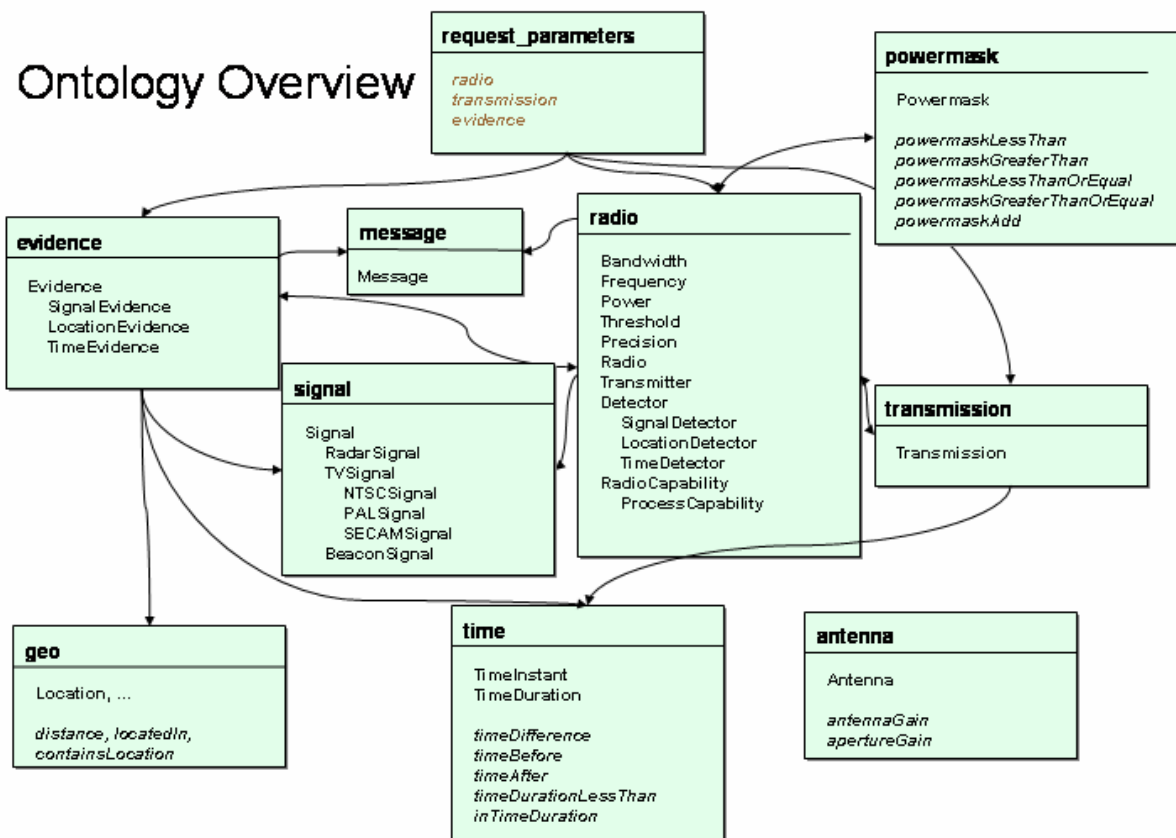 Ontology Overview
request_parameters
radio
transmission
evidence
powermask
Powermask
powermaskLessThan
powermaskGreaterThan
powermaskLessThanOrEqual
powermaskGreaterThanOrEqual
powermaskAdd
evidence
Evidence
SignalEvidence
LocationEvidence
TimeEvidence
message
Message
radio
Bandwidth
Frequency
Power
Threshold
Precision
Radio
Transmitter
Detector
SignalDetector
LocationDetector
TimeDetector
RadioCapability
ProcessCapability
signal
Signal
RadarSignal
TVSignal
NTSCSignal
PALSignal
SECAMSignal
BeaconSignal
transmission
Transmission
geo
Location, ...
distance, locatedIn,
containsLocation
time
TimeInstant
TimeDuration
timeDifference
timeBefore
timeAfter
timeDurationLessThan
inTimeDuration
antenna
Antenna
antennaGain
apertureGain